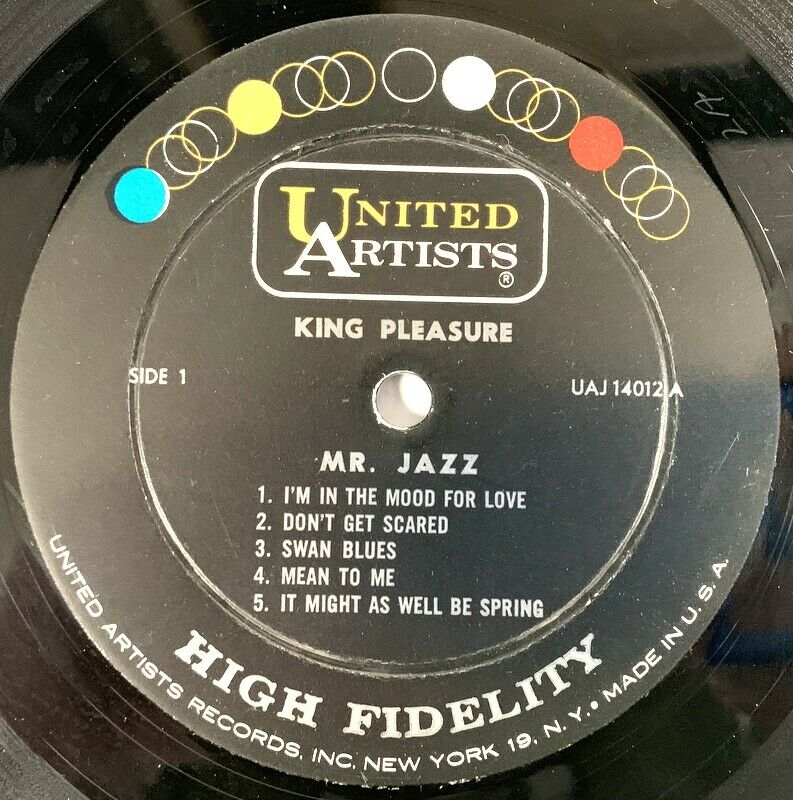 UNITED
ARTISTS
®
KING PLEASURE
SIDE 1
UAJ 14012 A
MR. JAZZ
1. I'M IN THE MOOD FOR LOVE
2. DON'T GET SCARED
3. SWAN BLUES
4. MEAN TO ME
5. IT MIGHT AS WELL BE SPRING
HIGH FIDELITY
UNITED ARTISTS RECORDS, INC. NEW YORK 19, N. Y. • MADE IN U. S. A.